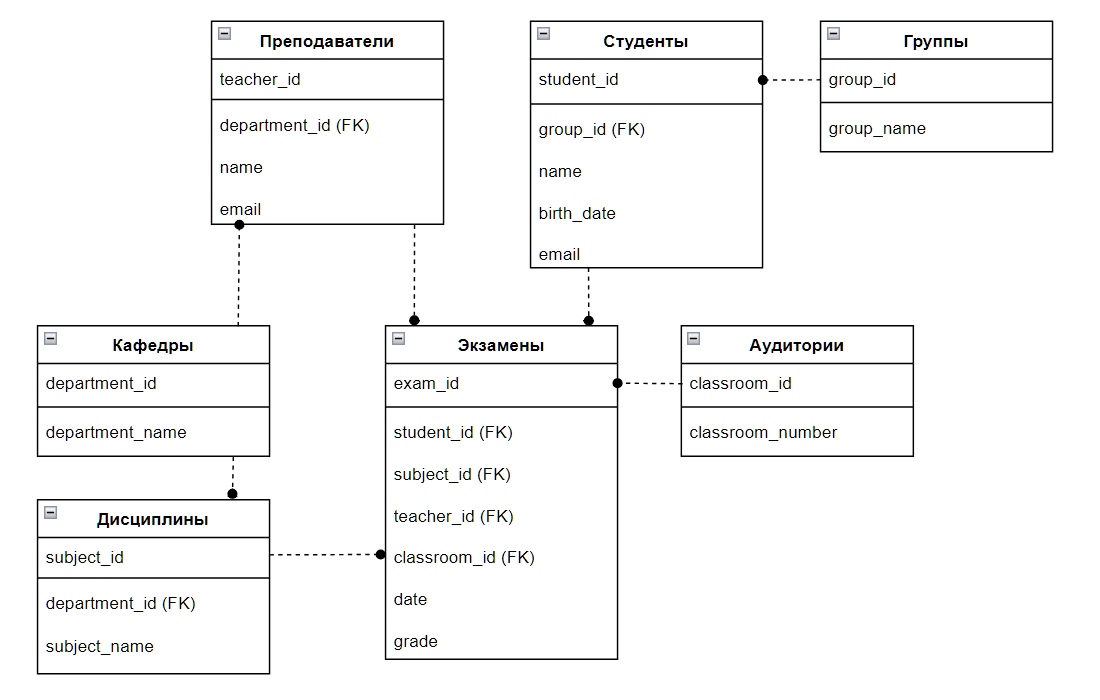 Преподаватели
teacher_id
department_id (FK)
name
email
Студенты
student_id
group_id (FK)
name
birth_date
email
Группы
group_id
group_name
Кафедры
department_id
department_name
Экзамены
exam_id
student_id (FK)
subject_id (FK)
teacher_id (FK)
classroom_id (FK)
date
grade
Аудитории
classroom_id
classroom_number
Дисциплины
subject_id
department_id (FK)
subject_name